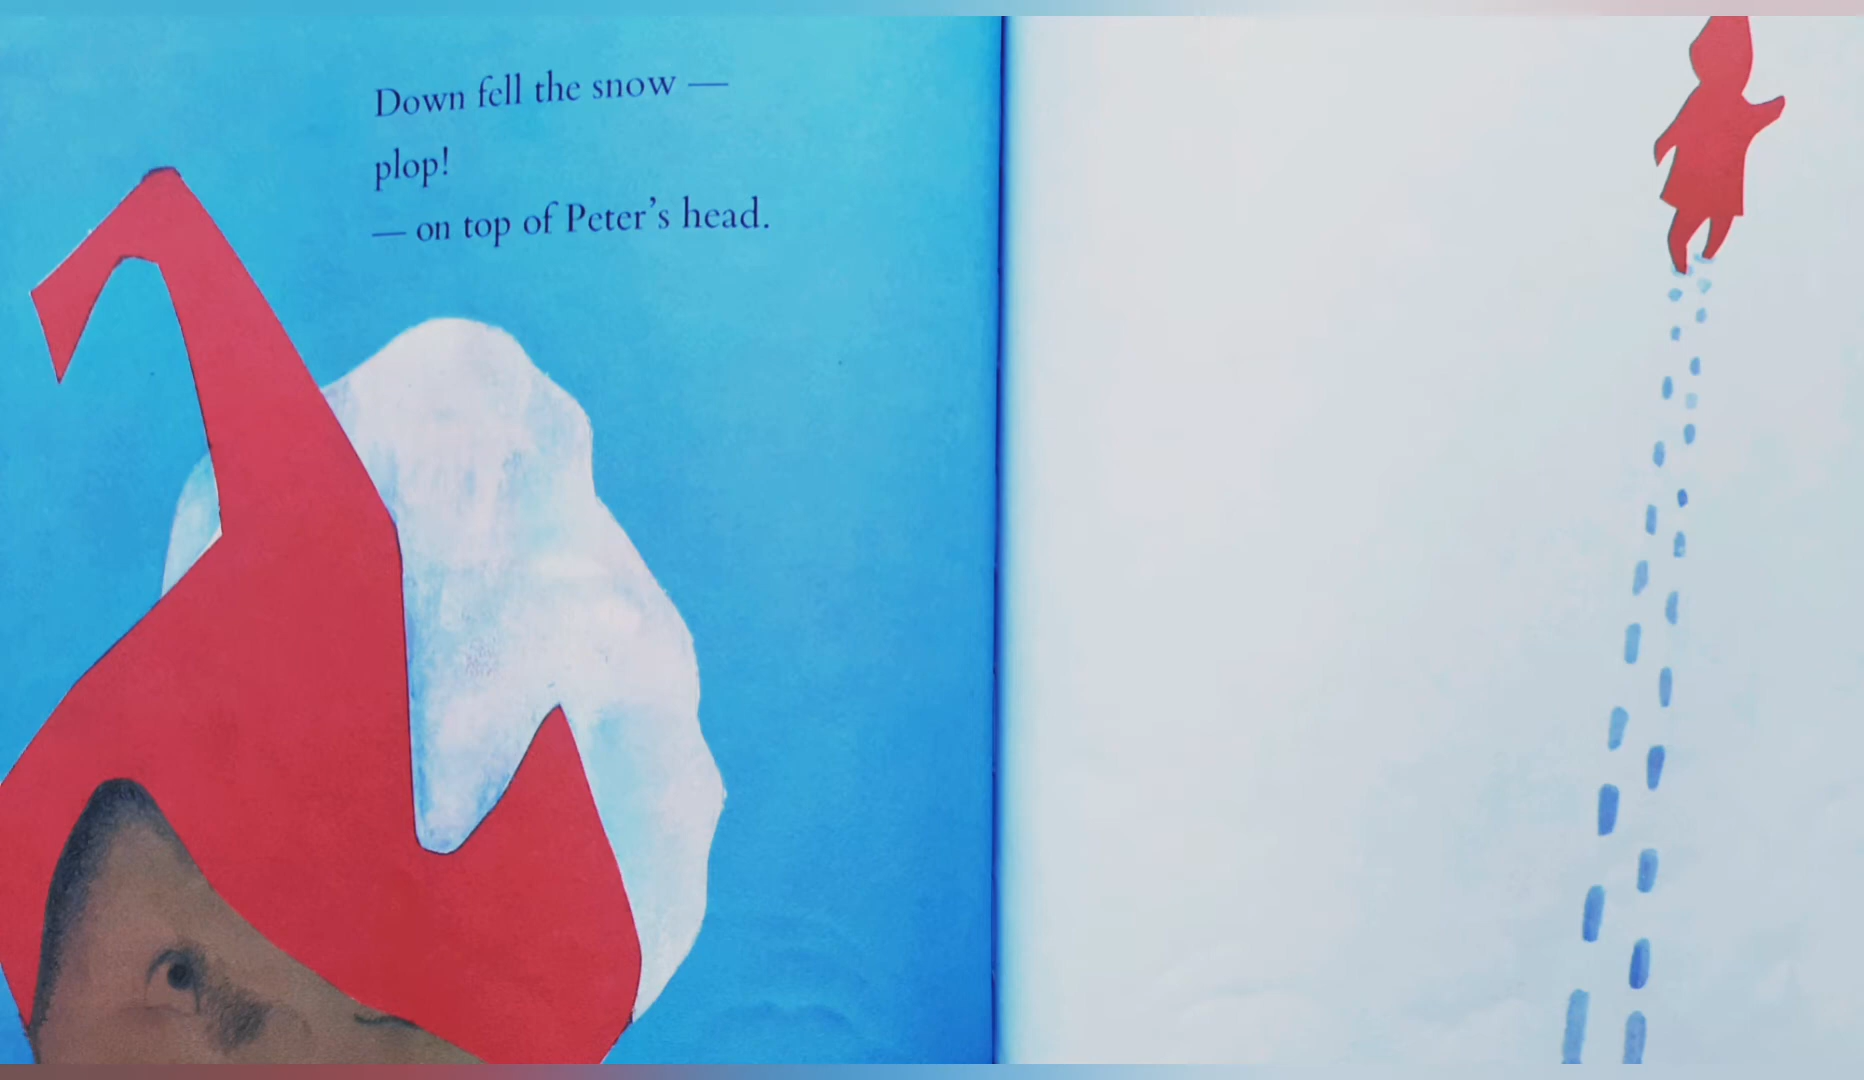 Down fell the snow —
plop!
— on top of Peter’s head.